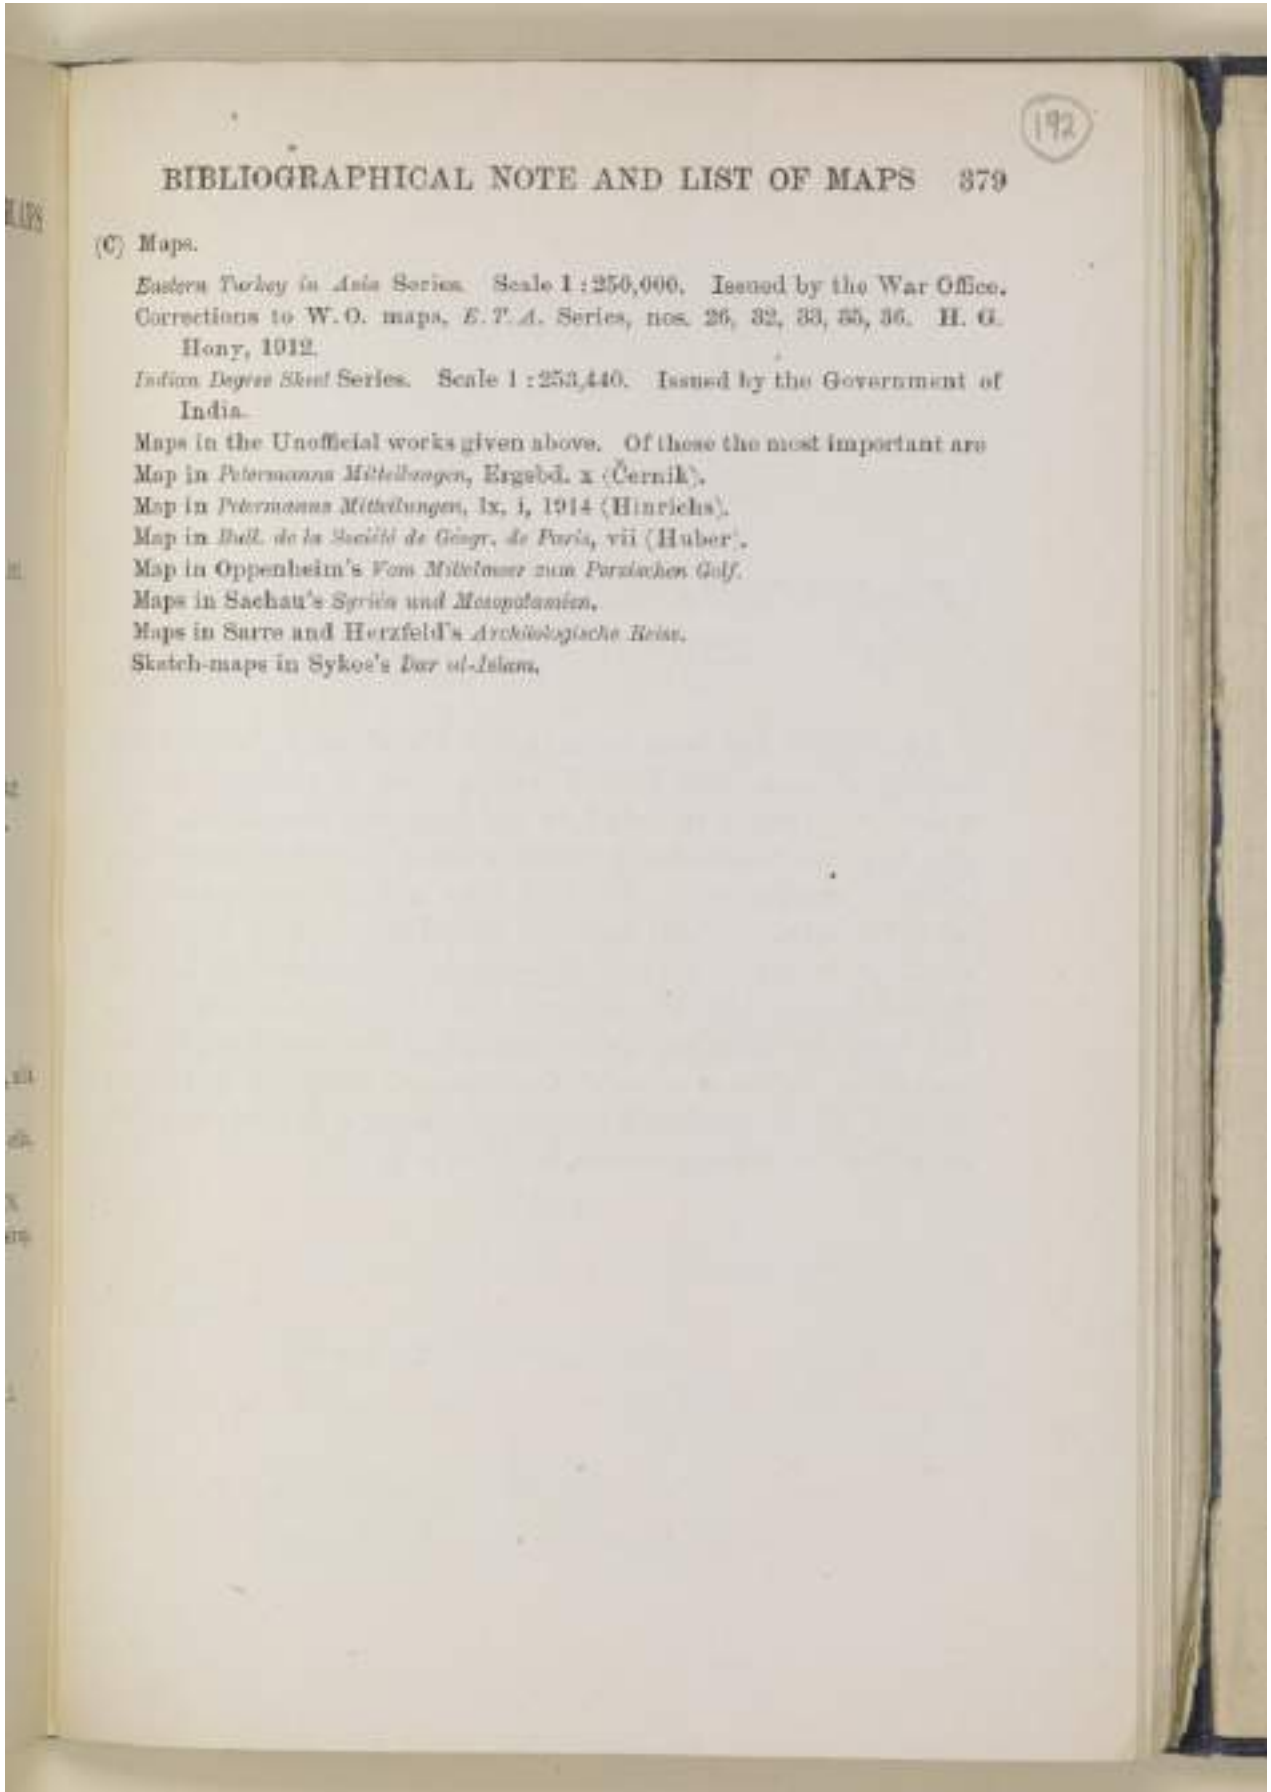 192
BIBLIOGRAPHICAL NOTE AND LIST OF MAPS 379
(C) Maps.
Eastern Turkey in Asia Series. Scale 1 : 250,000. Issued by the War Office.
Corrections to W. O. maps, E. T. A. Series, nos. 26, 32, 33, 35, 36. H. G.
Hony, 1912.
Indian Degree Sheet Series. Scale 1 : 253,440. Issued by the Government of
India.
Maps in the Unofficial works given above. Of these the most important are
Map in Petermanns Mitteilungen, Ergsbd. x (Černik).
Map in Petermanns Mitteilungen, lx, i, 1914 (Hinrichs).
Map in Bull. de la Société de Géogr. de Paris, vii (Huber).
Map in Oppenheim's Vom Mittelmeer zum Persischen Golf.
Maps in Sachau's Syrien und Mesopotamien.
Maps in Sarre and Herzfeld's Archäologische Reise.
Sketch-maps in Sykes's Dar ul-Islam.